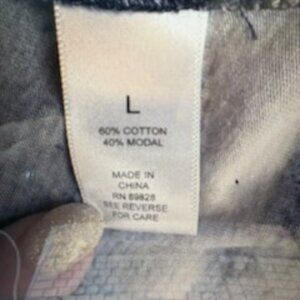 L
60% COTTON
40% MODAL
MADE IN
CHINA
RN 89828
SEE REVERSE
FOR CARE